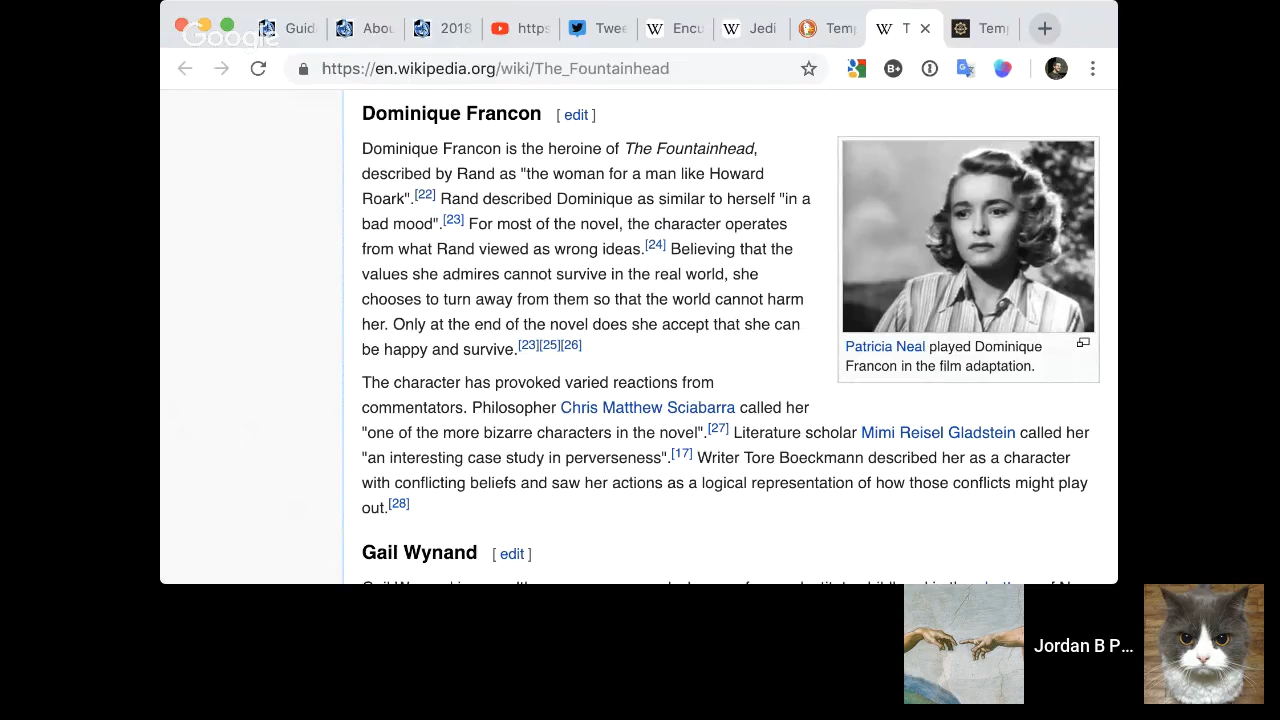 Google
Guid
Abou
2018
https
Twee
W
Encu
W
Jedi
Temp
W
T
Temp
https://en.wikipedia.org/wiki/The_Fountainhead
B+
Dominique Francon [ edit ]
Dominique Francon is the heroine of The Fountainhead,
described by Rand as "the woman for a man like Howard
Roark".[22] Rand described Dominique as similar to herself "in a
bad mood".[23] For most of the novel, the character operates
from what Rand viewed as wrong ideas.[24] Believing that the
values she admires cannot survive in the real world, she
chooses to turn away from them so that the world cannot harm
her. Only at the end of the novel does she accept that she can
be happy and survive.[23][25][26]
Patricia Neal played Dominique
Francon in the film adaptation.
The character has provoked varied reactions from
commentators. Philosopher Chris Matthew Sciabarra called her
"one of the more bizarre characters in the novel".[27] Literature scholar Mimi Reisel Gladstein called her
"an interesting case study in perverseness".[17] Writer Tore Boeckmann described her as a character
with conflicting beliefs and saw her actions as a logical representation of how those conflicts might play
out.[28]
Gail Wynand [ edit ]
Jordan B P...